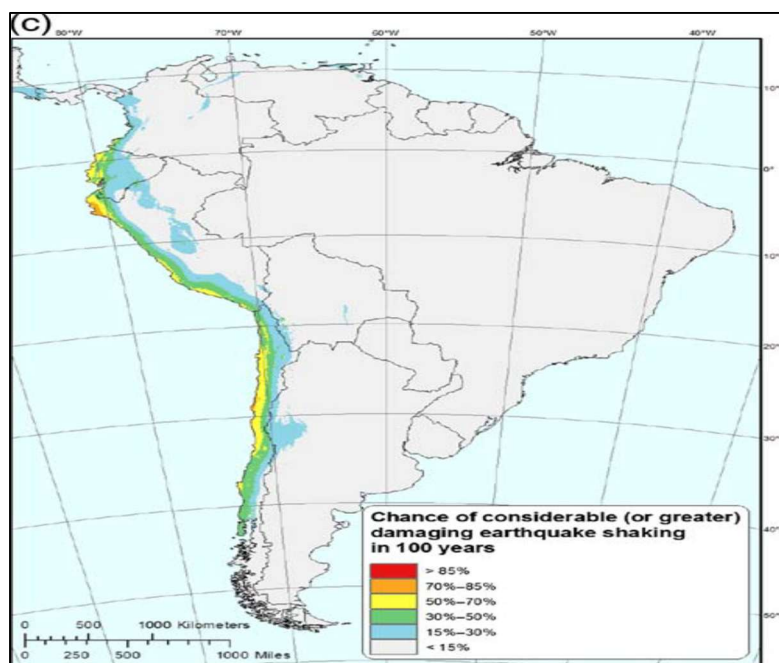 (C)
80°W 70°W 60°W 50°W 40°W
10°
0°
10°
20°
30°
40°
50°
Chance of considerable (or greater)
damaging earthquake shaking
in 100 years
> 85%
70%–85%
50%–70%
30%–50%
15%–30%
< 15%
0 500 1000 Kilometers
0 250 500 1000 Miles